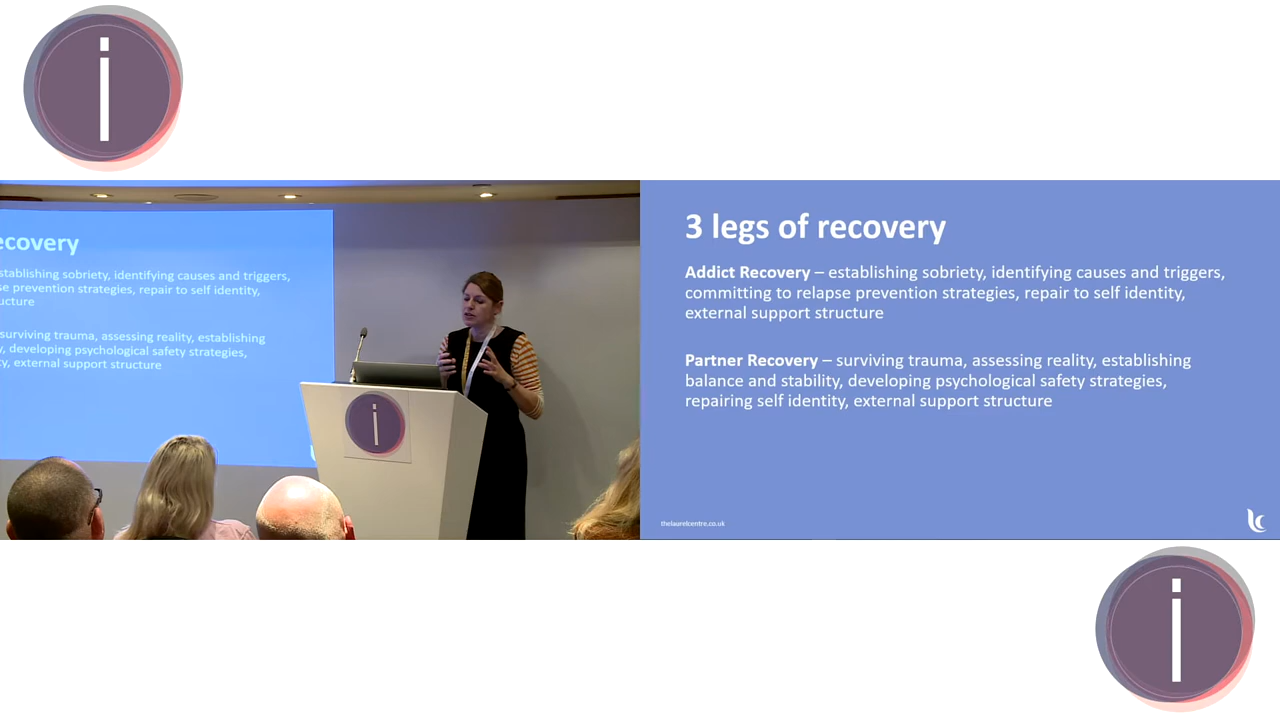 i
ecovery
stablishing sobriety, identifying causes and triggers,
se prevention strategies, repair to self identity,
ucture
surviving trauma, assessing reality, establishing
y, developing psychological safety strategies,
ty, external support structure
i
3 legs of recovery
Addict Recovery – establishing sobriety, identifying causes and triggers,
committing to relapse prevention strategies, repair to self identity,
external support structure
Partner Recovery – surviving trauma, assessing reality, establishing
balance and stability, developing psychological safety strategies,
repairing self identity, external support structure
thelaurelcentre.co.uk
lc
i